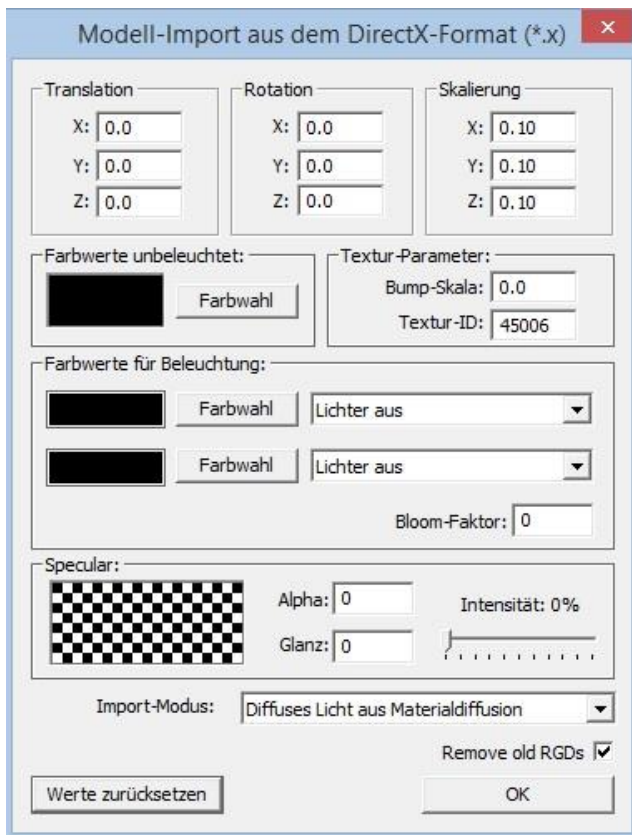 Modell-Import aus dem DirectX-Format (*.x)
Translation
X: 0.0
Y: 0.0
Z: 0.0
Rotation
X: 0.0
Y: 0.0
Z: 0.0
Skalierung
X: 0.10
Y: 0.10
Z: 0.10
Farbwerte unbeleuchtet:
Farbwahl
Textur-Parameter:
Bump-Skala: 0.0
Textur-ID: 45006
Farbwerte für Beleuchtung:
Farbwahl Lichter aus
Farbwahl Lichter aus
Bloom-Faktor: 0
Specular:
Alpha: 0
Glanz: 0
Intensität: 0%
Import-Modus: Diffuses Licht aus Materialdiffusion
Remove old RGDs
Werte zurücksetzen OK